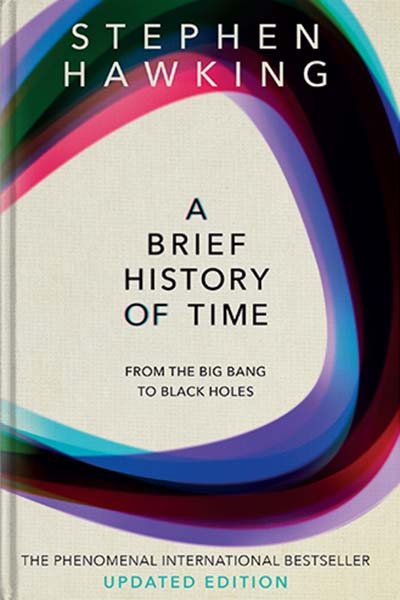 STEPHEN
HAWKING
A
BRIEF
HISTORY
OF TIME
FROM THE BIG BANG
TO BLACK HOLES
THE PHENOMENAL INTERNATIONAL BESTSELLER
UPDATED EDITION